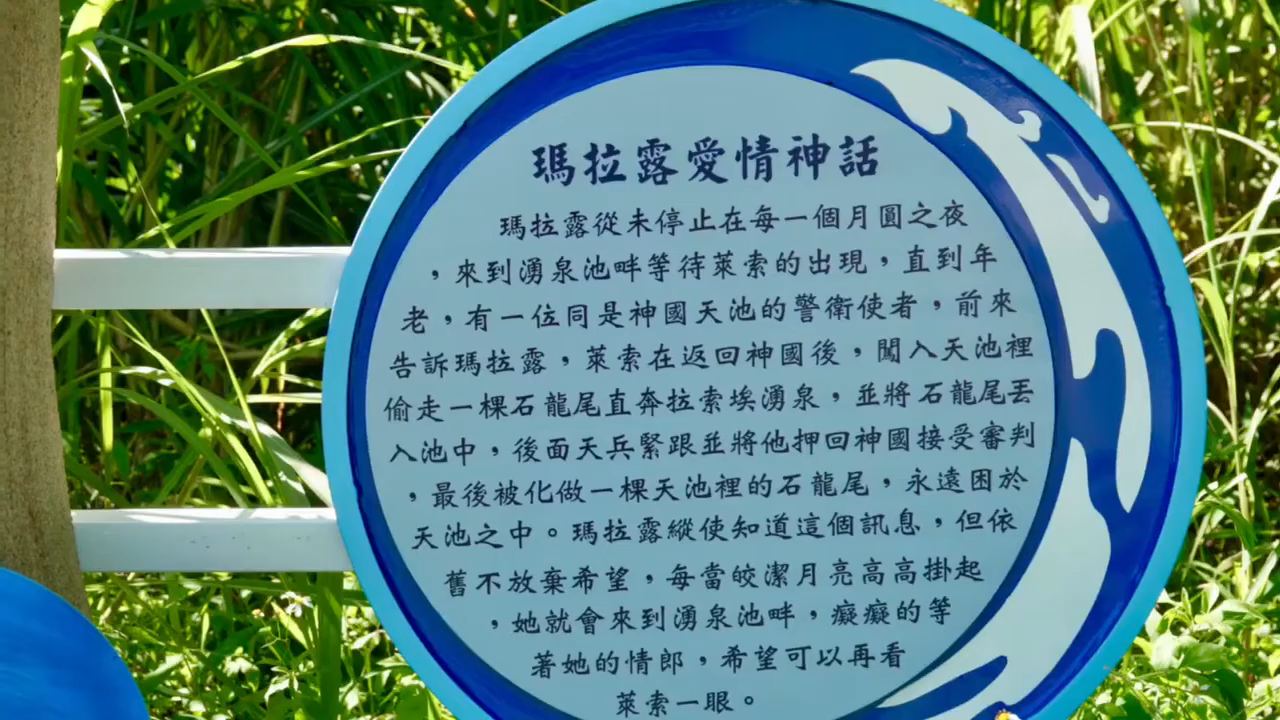 瑪拉露愛情神話
瑪拉露從未停止在每一個月圓之夜
，來到湧泉池畔等待萊索的出現，直到年
老，有一位同是神國天池的警衛使者，前來
告訴瑪拉露，萊索在返回神國後，闖入天池裡
偷走一棵石龍尾直奔拉索埃湧泉，並將石龍尾丟
入池中，後面天兵緊跟並將他押回神國接受審判
，最後被化做一棵天池裡的石龍尾，永遠困於
天池之中。瑪拉露縱使知道這個訊息，但依
舊不放棄希望，每當皎潔月亮高高掛起
，她就會來到湧泉池畔，癡癡的等
著她的情郎，希望可以再看
萊索一眼。